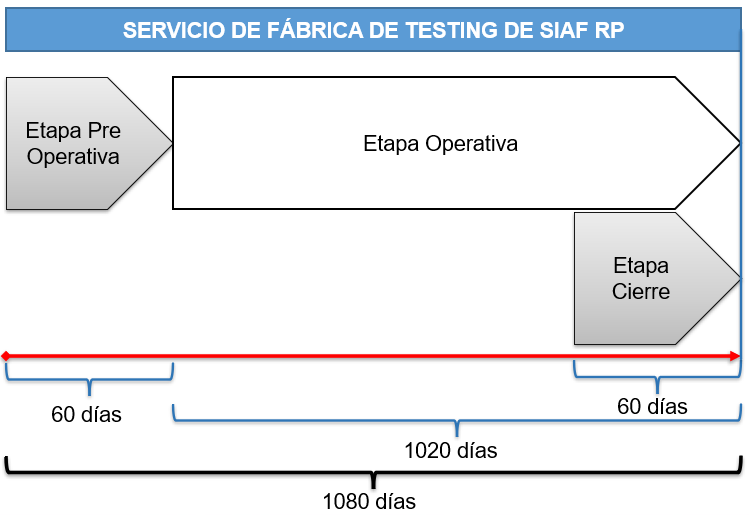 SERVICIO DE FÁBRICA DE TESTING DE SIAF RP
Etapa Pre
Operativa
Etapa Operativa
Etapa
Cierre
60 días
60 días
1020 días
1080 días